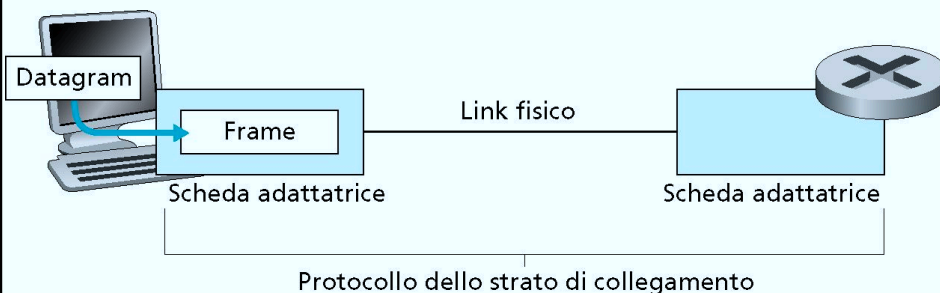 Datagram
Frame
Link fisico
Scheda adattatrice
Scheda adattatrice
Protocollo dello strato di collegamento